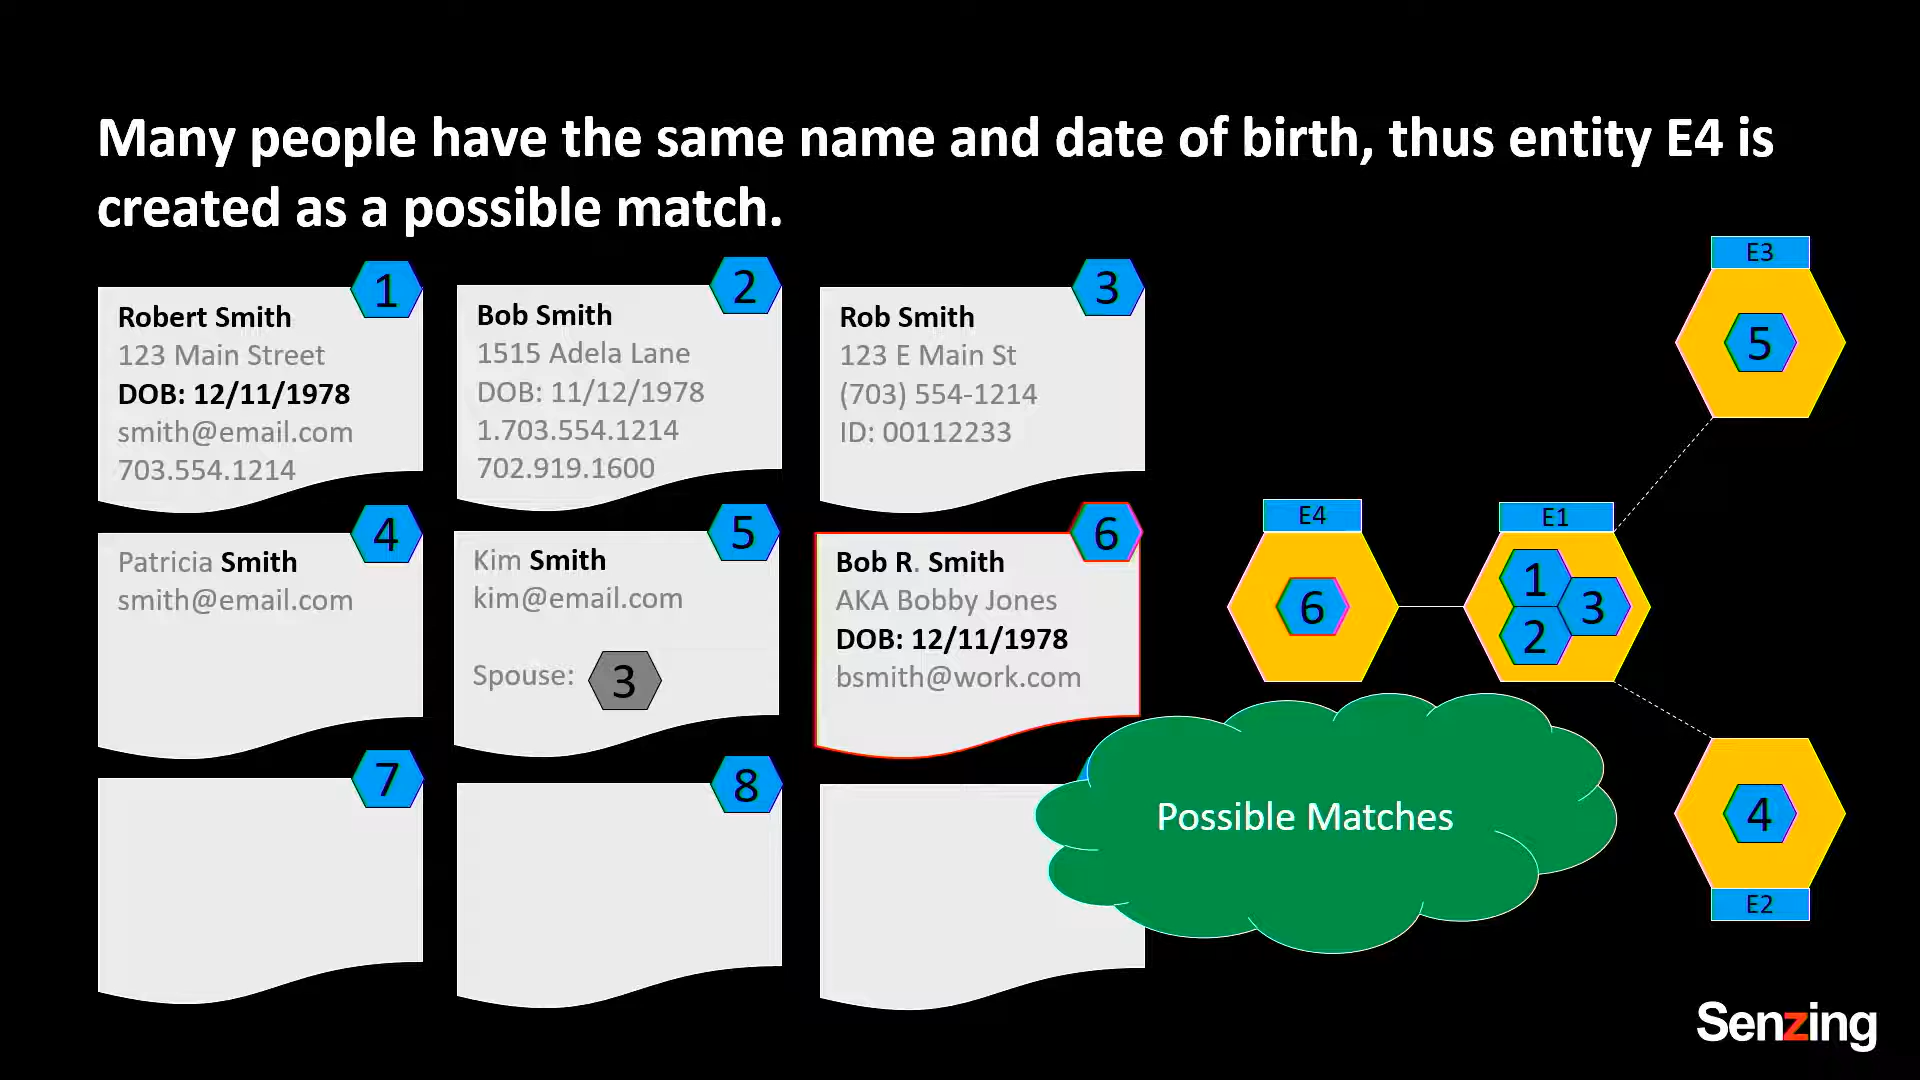 Many people have the same name and date of birth, thus entity E4 is
created as a possible match.
1
Robert Smith
123 Main Street
DOB: 12/11/1978
smith@email.com
703.554.1214
2
Bob Smith
1515 Adela Lane
DOB: 11/12/1978
1.703.554.1214
702.919.1600
3
Rob Smith
123 E Main St
(703) 554-1214
ID: 00112233
4
Patricia Smith
smith@email.com
5
Kim Smith
kim@email.com
Spouse: 3
6
Bob R. Smith
AKA Bobby Jones
DOB: 12/11/1978
bsmith@work.com
7
8
E3
5
E4
6
E1
1
3
2
Possible Matches
4
E2
Senzing